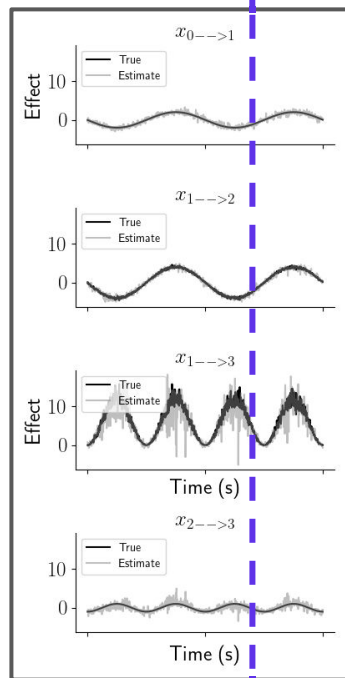 x₀₋₋>₁
True
Estimate
Effect
10
0
x₁₋₋>₂
True
Estimate
10
0
x₁₋₋>₃
True
Estimate
Effect
10
0
Time (s)
x₂₋₋>₃
True
Estimate
10
0
Time (s)